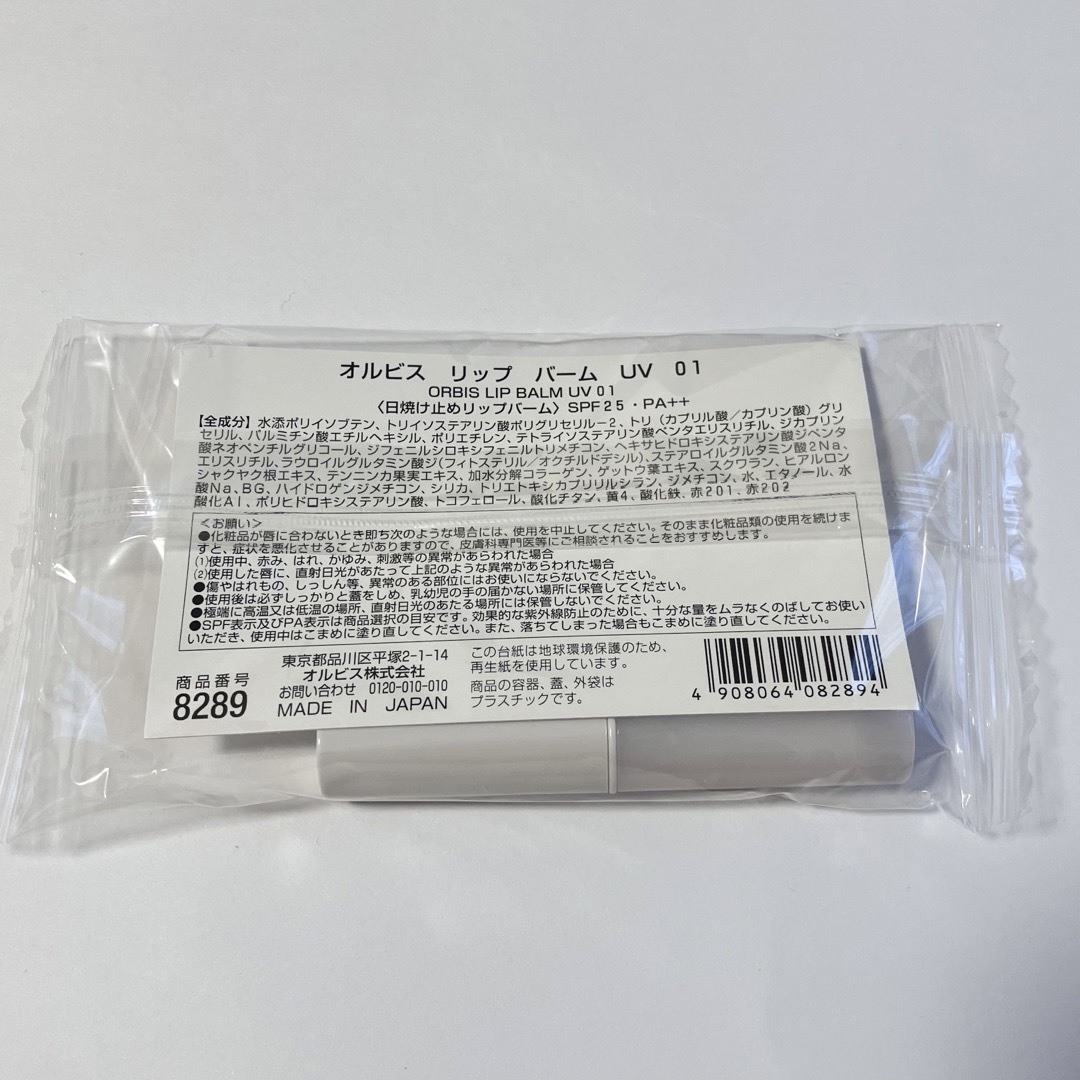 オルビス リップ バーム UV 01
ORBIS LIP BALM UV 01
〈日焼け止めリップバーム〉SPF25・PA++
【全成分】水添ポリイソブテン、トリイソステアリン酸ポリグリセリル-2、トリ(カプリル酸/カプリン酸)グリ
セリル、パルミチン酸エチルヘキシル、ポリエチレン、テトライソステアリン酸ペンタエリスリチル、ジカプリン
酸ネオペンチルグリコール、ジフェニルシロキシフェニルトリメチコン、ヘキサヒドロキシステアリン酸ジペンタ
エリスリチル、ラウロイルグルタミン酸ジ(フィトステリル/オクチルドデシル)、ステアロイルグルタミン酸2Na、
シャクヤク根エキス、テンニンカ果実エキス、加水分解コラーゲン、ゲットウ葉エキス、スクワラン、ヒアルロン
酸Na、BG、ハイドロゲンジメチコン、シリカ、トリエトキシカプリリルシラン、ジメチコン、水、エタノール、水
酸化Al、ポリヒドロキシステアリン酸、トコフェロール、酸化チタン、黄4、酸化鉄、赤201、赤202
<お願い>
●化粧品が唇に合わないとき即ち次のような場合には、使用を中止してください。そのまま化粧品類の使用を続けま
すと、症状を悪化させることがありますので、皮膚科専門医等にご相談されることをおすすめします。
(1)使用中、赤み、はれ、かゆみ、刺激等の異常があらわれた場合
(2)使用した唇に、直射日光があたって上記のような異常があらわれた場合
●傷やはれもの、しっしん等、異常のある部位にはお使いにならないでください。
●使用後は必ずしっかりと蓋をしめ、乳幼児の手の届かない場所に保管してください。
●極端に高温又は低温の場所、直射日光のあたる場所には保管しないでください。
●SPF表示及びPA表示は商品選択の目安です。効果的な紫外線防止のために、十分な量をムラなくのばしてお使い
いただき、使用中はこまめに塗り直してください。また、落ちてしまった場合もこまめに塗り直してください。
商品番号
8289
東京都品川区平塚2-1-14
オルビス株式会社
お問い合わせ 0120-010-010
MADE IN JAPAN
この台紙は地球環境保護のため、
再生紙を使用しています。
商品の容器、蓋、外袋は
プラスチックです。
4 908064 082894